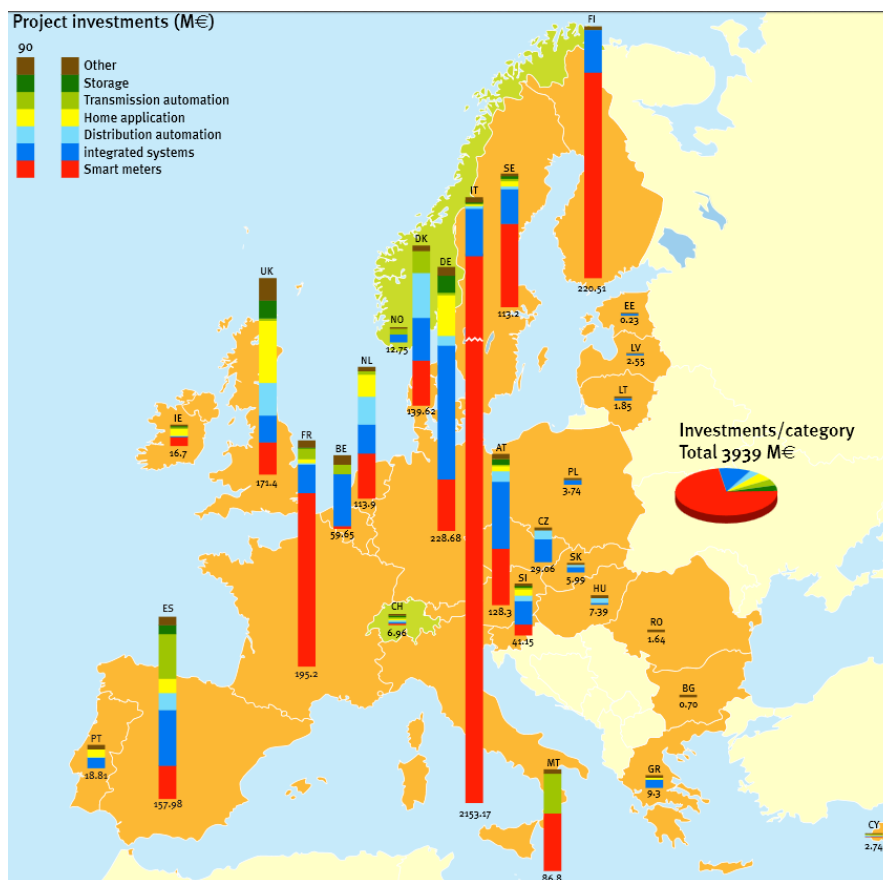 Project investments (M€)
90
Other
Storage
Transmission automation
Home application
Distribution automation
integrated systems
Smart meters
FI
220.51
SE
113.2
IT
2153.17
DK
139.62
DE
228.68
UK
171.4
NO
12.75
EE
0.23
LV
2.55
LT
1.85
NL
113.9
IE
16.7
FR
195.2
BE
59.65
AT
128.3
PL
3.74
Investments/category
Total 3939 M€
CZ
29.06
SK
5.99
SI
41.15
HU
7.39
CH
6.96
RO
1.64
ES
157.98
BG
0.70
PT
18.81
MT
86.8
GR
9.3
CY
2.74